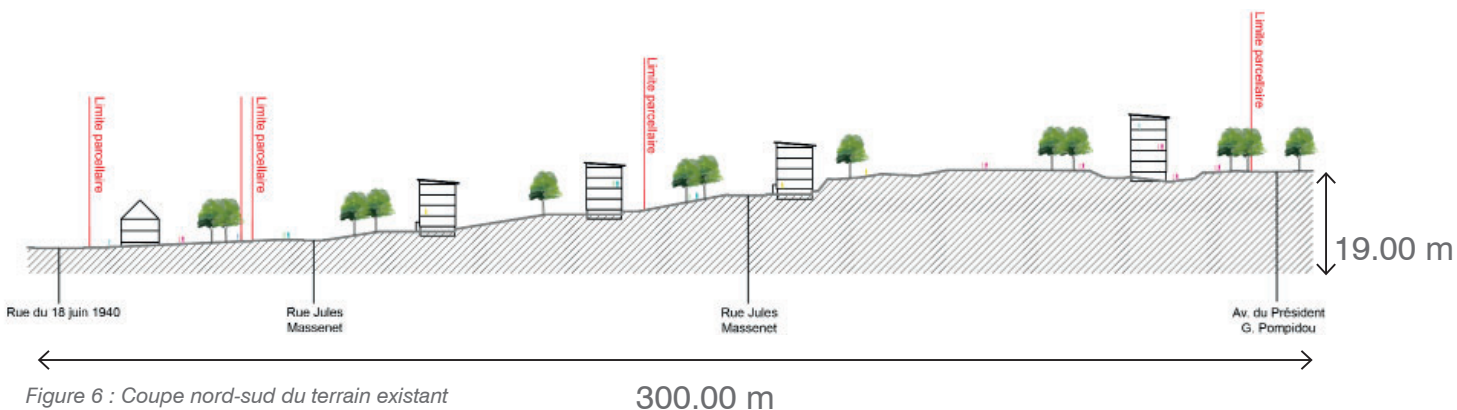 Limite parcellaire
Limite parcellaire
Limite parcellaire
Limite parcellaire
19.00 m
Rue du 18 juin 1940
Rue Jules
Massenet
Rue Jules
Massenet
Av. du Président
G. Pompidou
Figure 6 : Coupe nord-sud du terrain existant
300.00 m